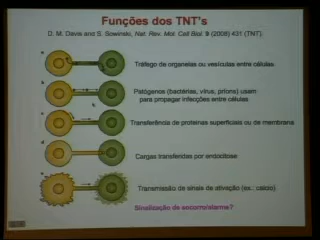 Funções dos TNT's
D. M. Davis and S. Sowinski, Nat. Rev. Mol. Cell Biol. 9 (2008) 431 (TNT).
a
Tráfego de organelas ou vesículas entre células
b
Patógenos (bactérias, vírus, príons) usam
para propagar infecções entre células
c
Transferência de proteínas superficiais ou de membrana
d
Cargas transferidas por endocitose
e
Transmissão de sinais de ativação (ex.: cálcio)
Sinalização de socorro/alarme?